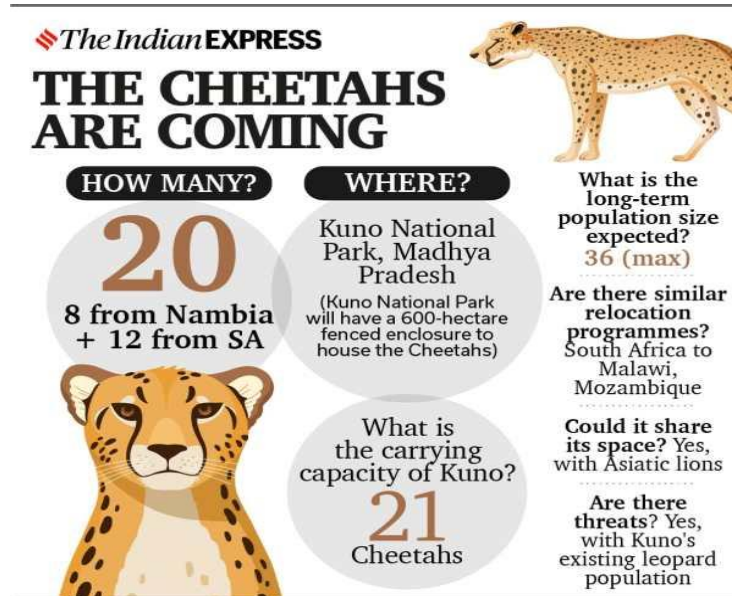 The Indian EXPRESS
THE CHEETAHS
ARE COMING
HOW MANY?
20
8 from Nambia
+ 12 from SA
WHERE?
Kuno National
Park, Madhya
Pradesh
(Kuno National Park
will have a 600-hectare
fenced enclosure to
house the Cheetahs)
What is
the carrying
capacity of Kuno?
21
Cheetahs
What is the
long-term
population size
expected?
36 (max)
Are there similar
relocation
programmes?
South Africa to
Malawi,
Mozambique
Could it share
its space? Yes,
with Asiatic lions
Are there
threats? Yes,
with Kuno's
existing leopard
population